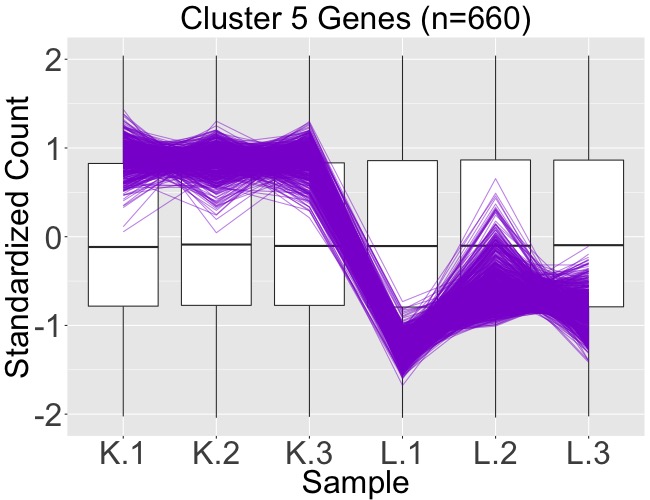 Cluster 5 Genes (n=660)
Standardized Count
2
1
0
-1
-2
K.1 K.2 K.3 L.1 L.2 L.3
Sample